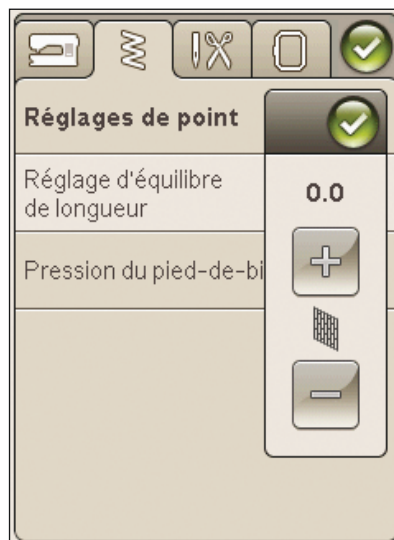 Réglages de point
Réglage d'équilibre
de longueur
0.0
Pression du pied-de-bi